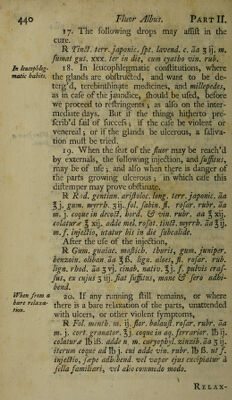 440 Fluor Albus. PART II.
17. The following drops may assist in the
cure.
℞ Tinct. terr. japonic. spt. lavend. c. āā ʒ ij. m.
sumat gut. xxx. ter in die, cum cyatho vin. rub.
In leucophleg-
matic habits.
18. In leucophlegmatic constitutions, where
the glands are obstructed, and want to be de-
terg'd, terebinthinate medicines, and millepedes,
as in case of the jaundice, should be used, before
we proceed to restringents; as also on the inter-
mediate days. But if the things hitherto pre-
scrib'd fail of success; if the case be violent or
venereal; or if the glands be ulcerous, a saliva-
tion must be tried.
19. When the seat of the fluor may be reach'd
by externals, the following injection, and suffitus,
may be of use; and also when there is danger of
the parts growing ulcerous; in which case this
distemper may prove obstinate.
℞ Rad. gentian. aristoloc. long. terr. japonic. āā
ʒ j. gum. myrrh. ʒ ij. fol. sabin. fl. rosar. rubr. āā
m. j. coque in decoct. hord. & vin. rubr. āā ℥ xij.
colaturæ ℥ xij. adde mel. rosat. tinct. myrrh. āā ℥ ij.
m. f. injectio, utatur bis in die subcalide.
After the use of the injection,
℞ Gum. guaiac. mastich. thuris, gum. juniper.
benzoin. oliban. āā ʒ ß. lign. aloes, fl. rosar. rub.
lign. rhod. āā ʒ vj. cinab. nativ. ℥ j. f. pulvis cras-
sus, ex cujus ʒ iij. fiat suffitus, mane & sero adhi-
bend.
When from a
bare relaxa-
tion.
20. If any running still remains, or where
there is a bare relaxation of the parts, unattended
with ulcers, or other violent symptoms,
℞ Fol. menth. m. ij. flor. balaust. rosar. rubr. āā
m. j. cort. granator. ℥ j. coque in aq. ferrarior. ℔ ij.
colaturæ ℔ iß. adde n. m. caryophyl. zinzib. āā ʒ ij.
iterum coque ad ℔ j. cui adde vin. rubr. ℔ ß. ut f.
injectio, sæpe adhibend. vel vapor ejus excipiatur à
sella familiari, vel alio commodo modo.
RELAX-